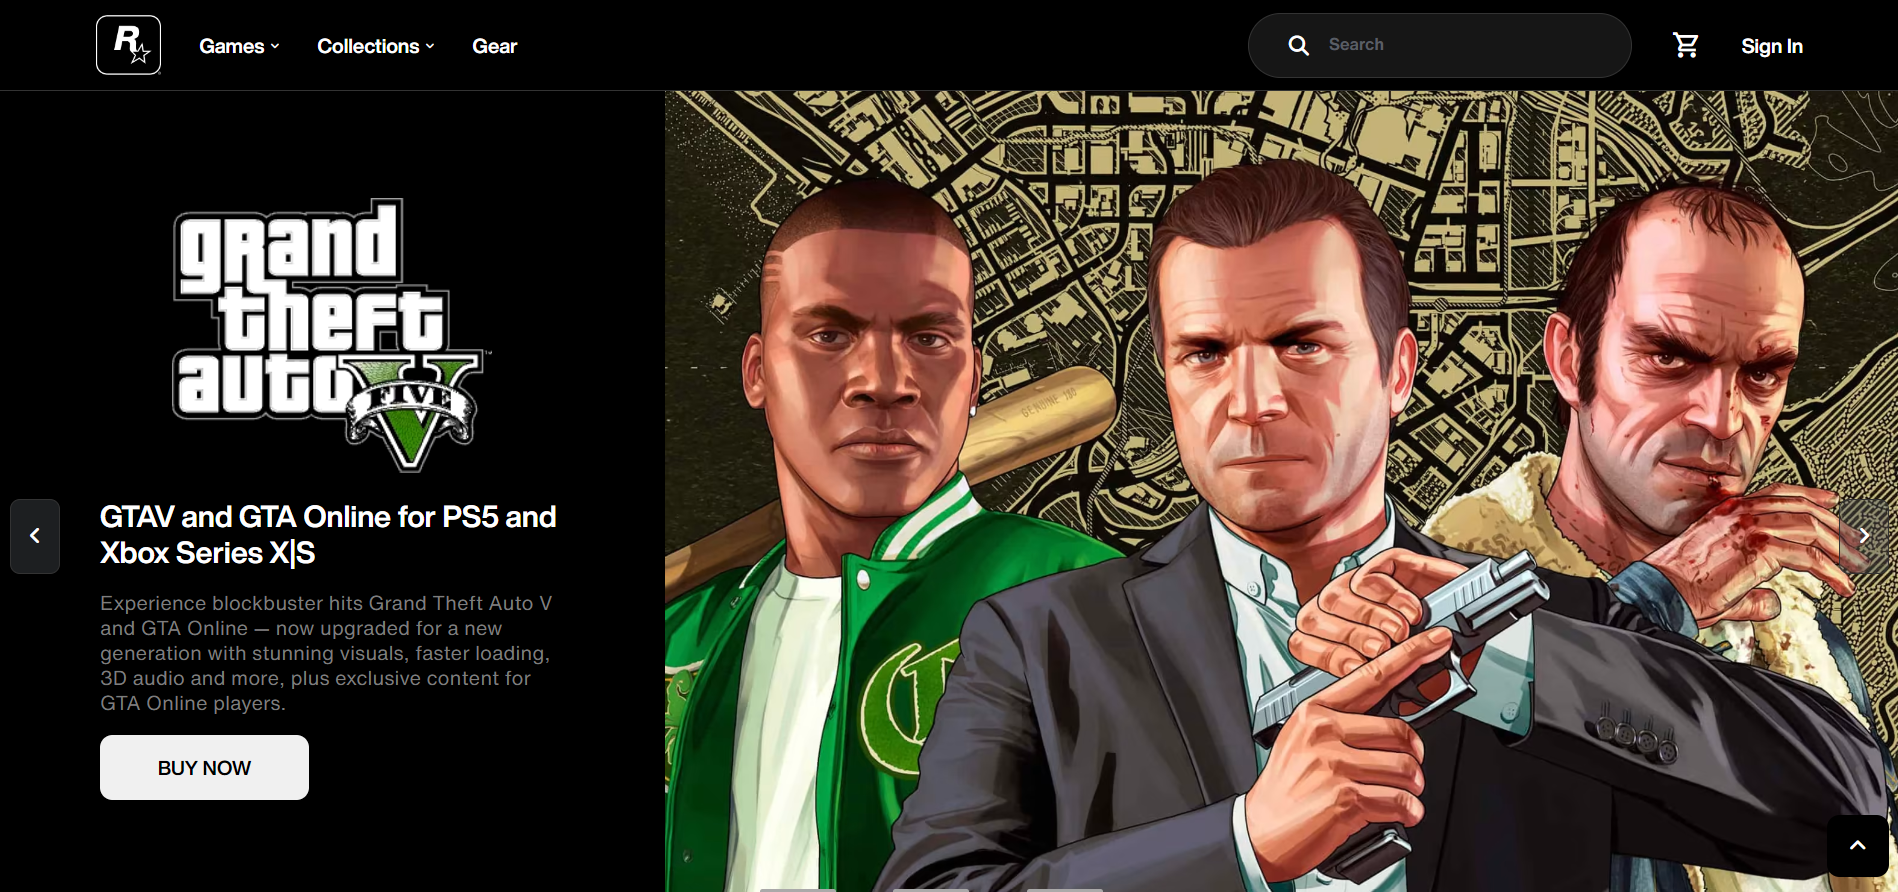 R
Games
Collections
Gear
Search
Sign In
grand
theft
auto V
FIVE
™
GTAV and GTA Online for PS5 and
Xbox Series X|S
Experience blockbuster hits Grand Theft Auto V
and GTA Online — now upgraded for a new
generation with stunning visuals, faster loading,
3D audio and more, plus exclusive content for
GTA Online players.
BUY NOW
GENUINE 180